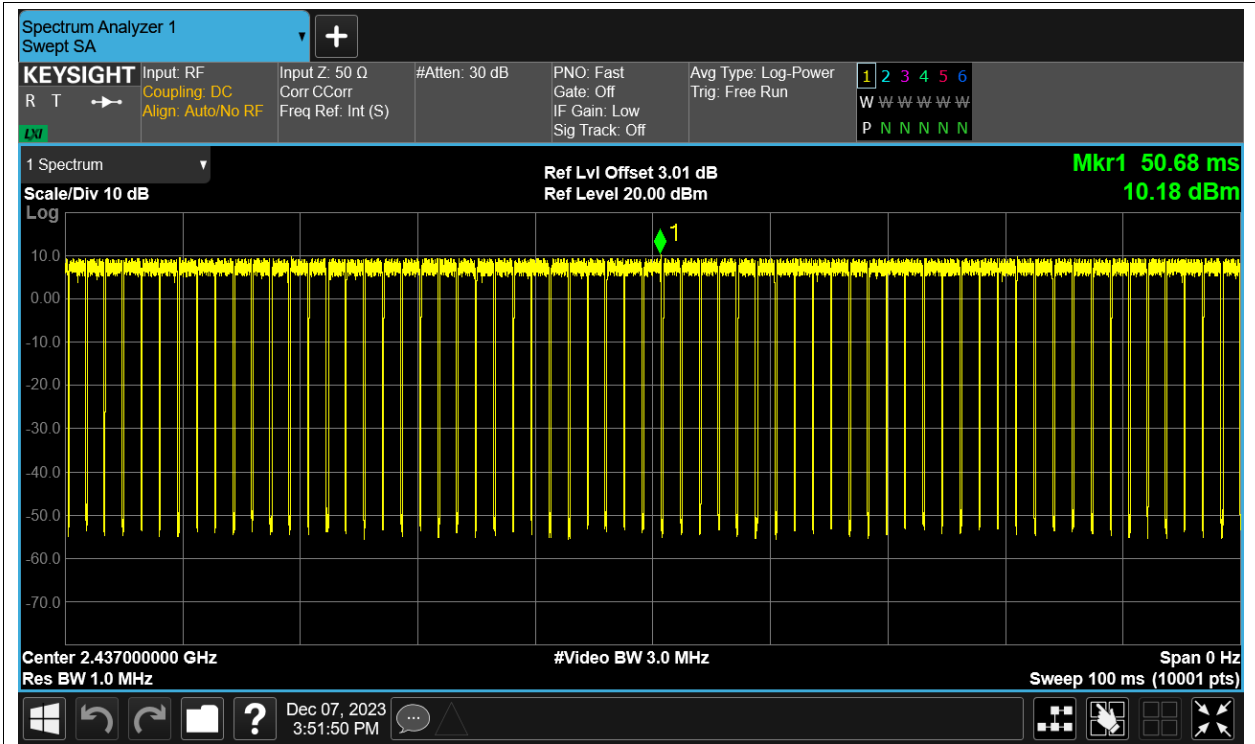 Spectrum Analyzer 1
Swept SA
KEYSIGHT
R T
LXI
Input: RF
Coupling: DC
Align: Auto/No RF
Input Z: 50 Ω
Corr CCorr
Freq Ref: Int (S)
#Atten: 30 dB
PNO: Fast
Gate: Off
IF Gain: Low
Sig Track: Off
Avg Type: Log-Power
Trig: Free Run
1 2 3 4 5 6
W W W W W W
P N N N N N
1 Spectrum
Scale/Div 10 dB
Log
Ref Lvl Offset 3.01 dB
Ref Level 20.00 dBm
Mkr1 50.68 ms
10.18 dBm
1
10.0
0.00
-10.0
-20.0
-30.0
-40.0
-50.0
-60.0
-70.0
Center 2.437000000 GHz
#Video BW 3.0 MHz
Span 0 Hz
Res BW 1.0 MHz
Sweep 100 ms (10001 pts)
?
Dec 07, 2023
3:51:50 PM